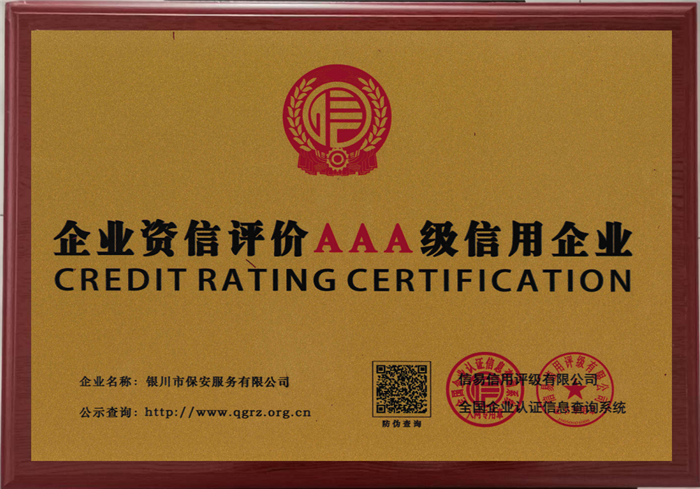 企业资信评价AAA级信用企业
CREDIT RATING CERTIFICATION
企业名称：银川市保安服务有限公司
公示查询：http://www.qgrz.org.cn
防伪查询
信易信用评级有限公司
全国企业认证信息查询系统